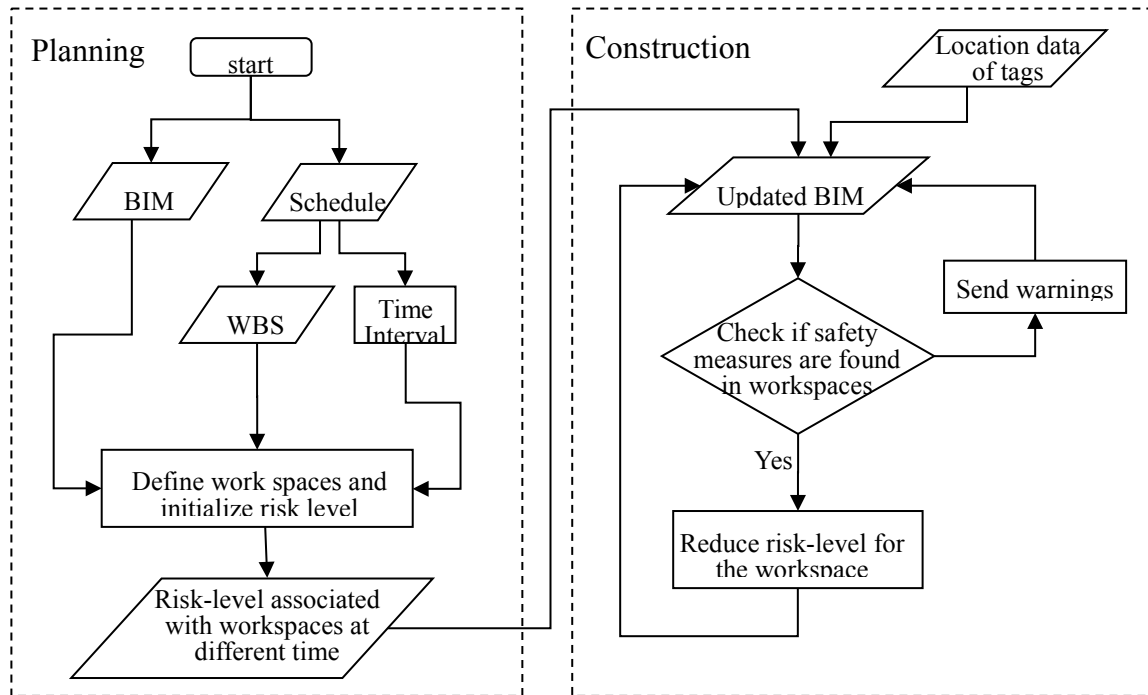 Planning
start
BIM
Schedule
WBS
Time
Interval
Define work spaces and
initialize risk level
Risk-level associated
with workspaces at
different time
Construction
Location data
of tags
Updated BIM
Send warnings
Check if safety
measures are found
in workspaces
Yes
Reduce risk-level for
the workspace